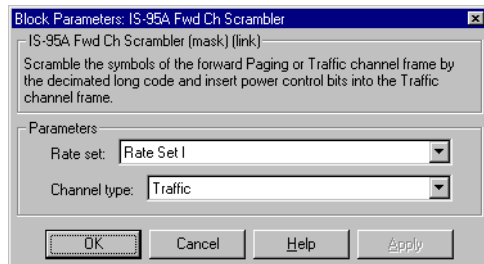 Block Parameters: IS-95A Fwd Ch Scrambler
IS-95A Fwd Ch Scrambler (mask) (link)
Scramble the symbols of the forward Paging or Traffic channel frame by
the decimated long code and insert power control bits into the Traffic
channel frame.
Parameters
Rate set: Rate Set I
Channel type: Traffic
OK Cancel Help Apply